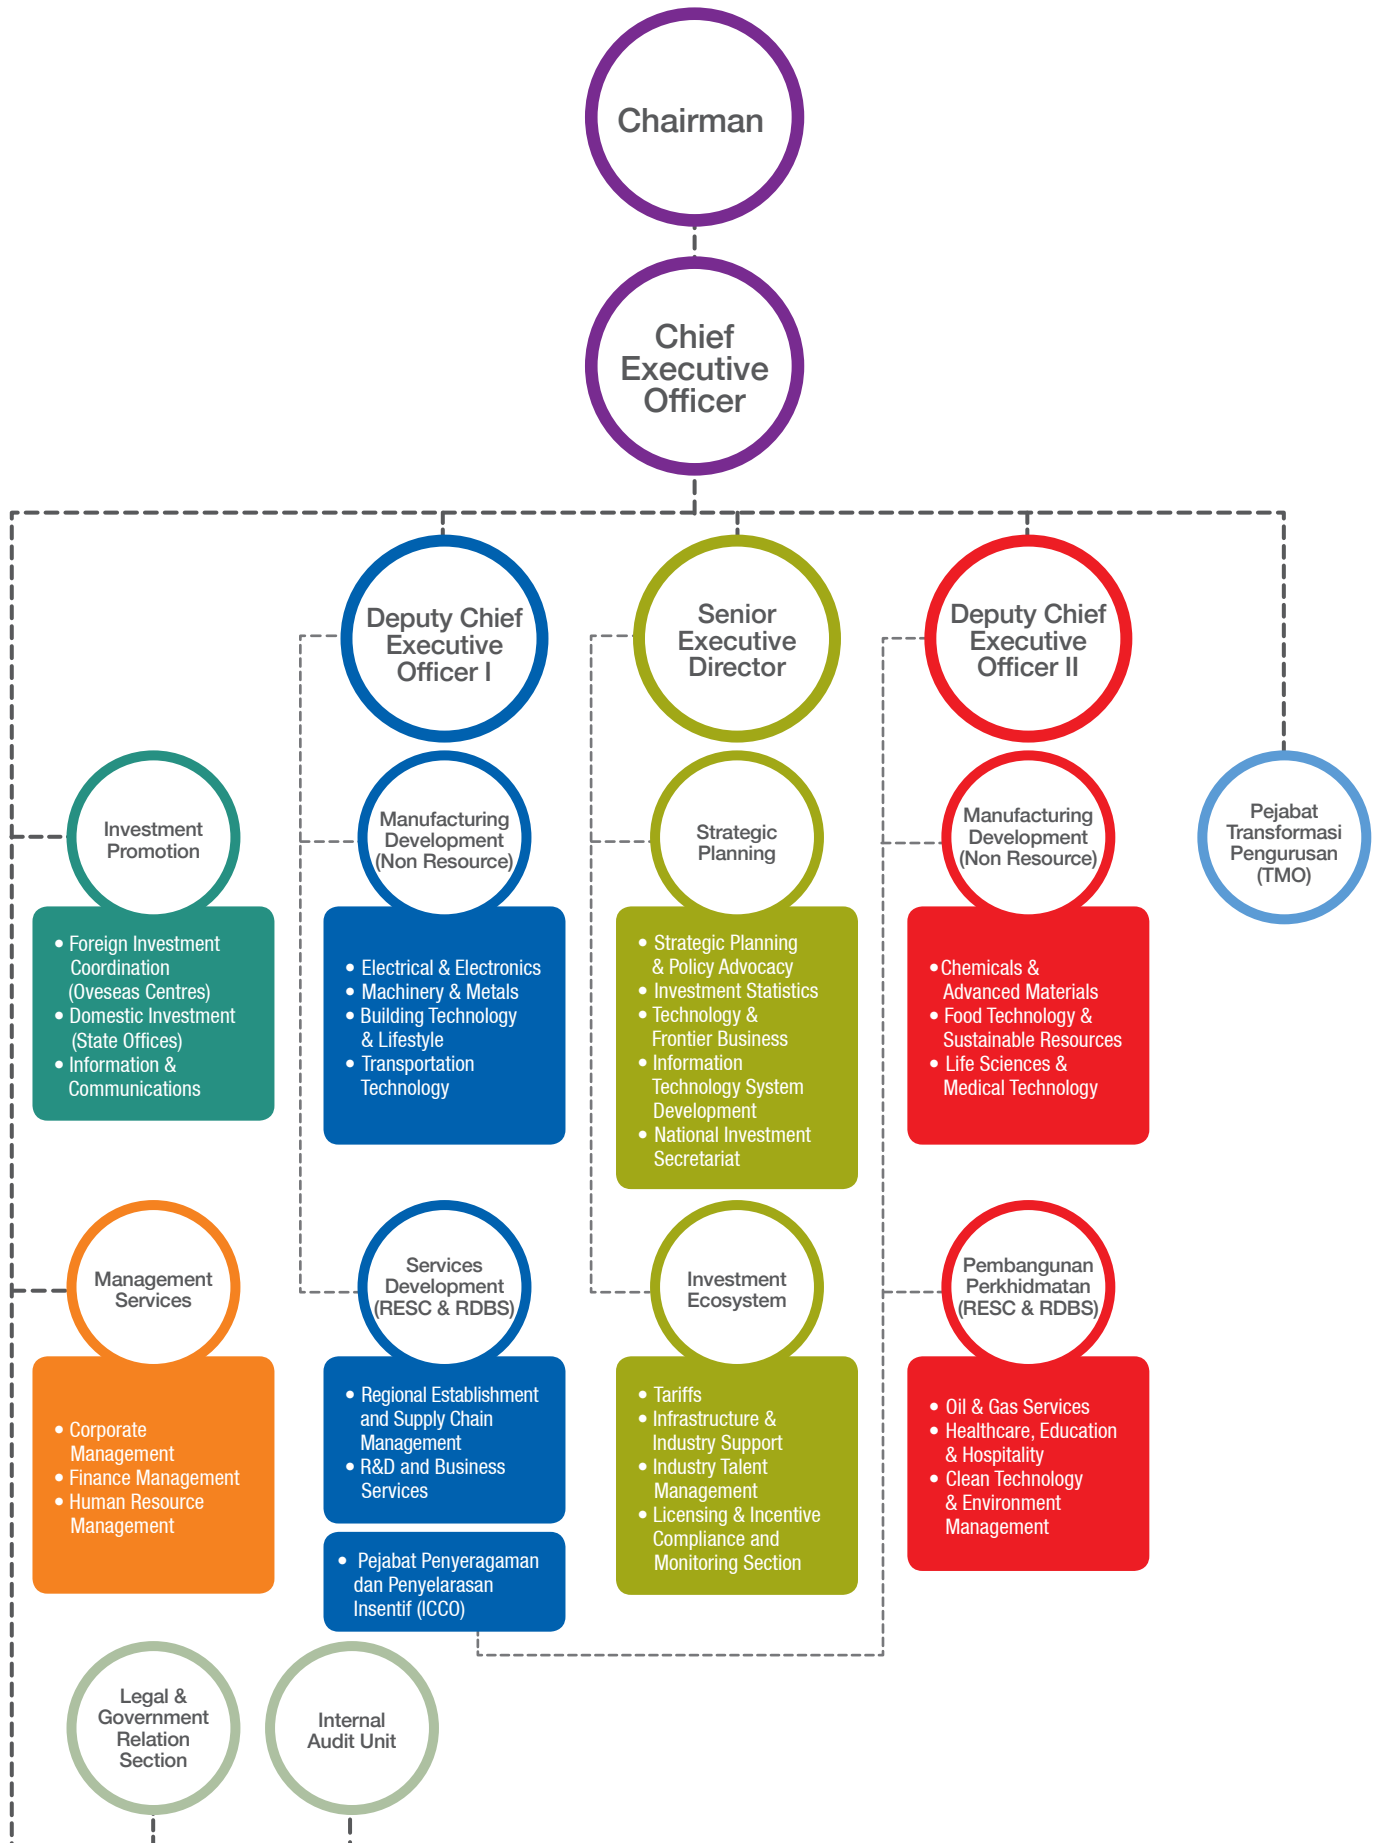 Chairman
Chief
Executive
Officer
Deputy Chief
Executive
Officer I
Senior
Executive
Director
Deputy Chief
Executive
Officer II
Investment
Promotion
• Foreign Investment
Coordination
(Oveseas Centres)
• Domestic Investment
(State Offices)
• Information &
Communications
Manufacturing
Development
(Non Resource)
• Electrical & Electronics
• Machinery & Metals
• Building Technology
& Lifestyle
• Transportation
Technology
Strategic
Planning
• Strategic Planning
& Policy Advocacy
• Investment Statistics
• Technology &
Frontier Business
• Information
Technology System
Development
• National Investment
Secretariat
Manufacturing
Development
(Non Resource)
• Chemicals &
Advanced Materials
• Food Technology &
Sustainable Resources
• Life Sciences &
Medical Technology
Pejabat
Transformasi
Pengurusan
(TMO)
Management
Services
• Corporate
Management
• Finance Management
• Human Resource
Management
Services
Development
(RESC & RDBS)
• Regional Establishment
and Supply Chain
Management
• R&D and Business
Services
• Pejabat Penyeragaman
dan Penyelarasan
Insentif (ICCO)
Investment
Ecosystem
• Tariffs
• Infrastructure &
Industry Support
• Industry Talent
Management
• Licensing & Incentive
Compliance and
Monitoring Section
Pembangunan
Perkhidmatan
(RESC & RDBS)
• Oil & Gas Services
• Healthcare, Education
& Hospitality
• Clean Technology
& Environment
Management
Legal &
Government
Relation
Section
Internal
Audit Unit